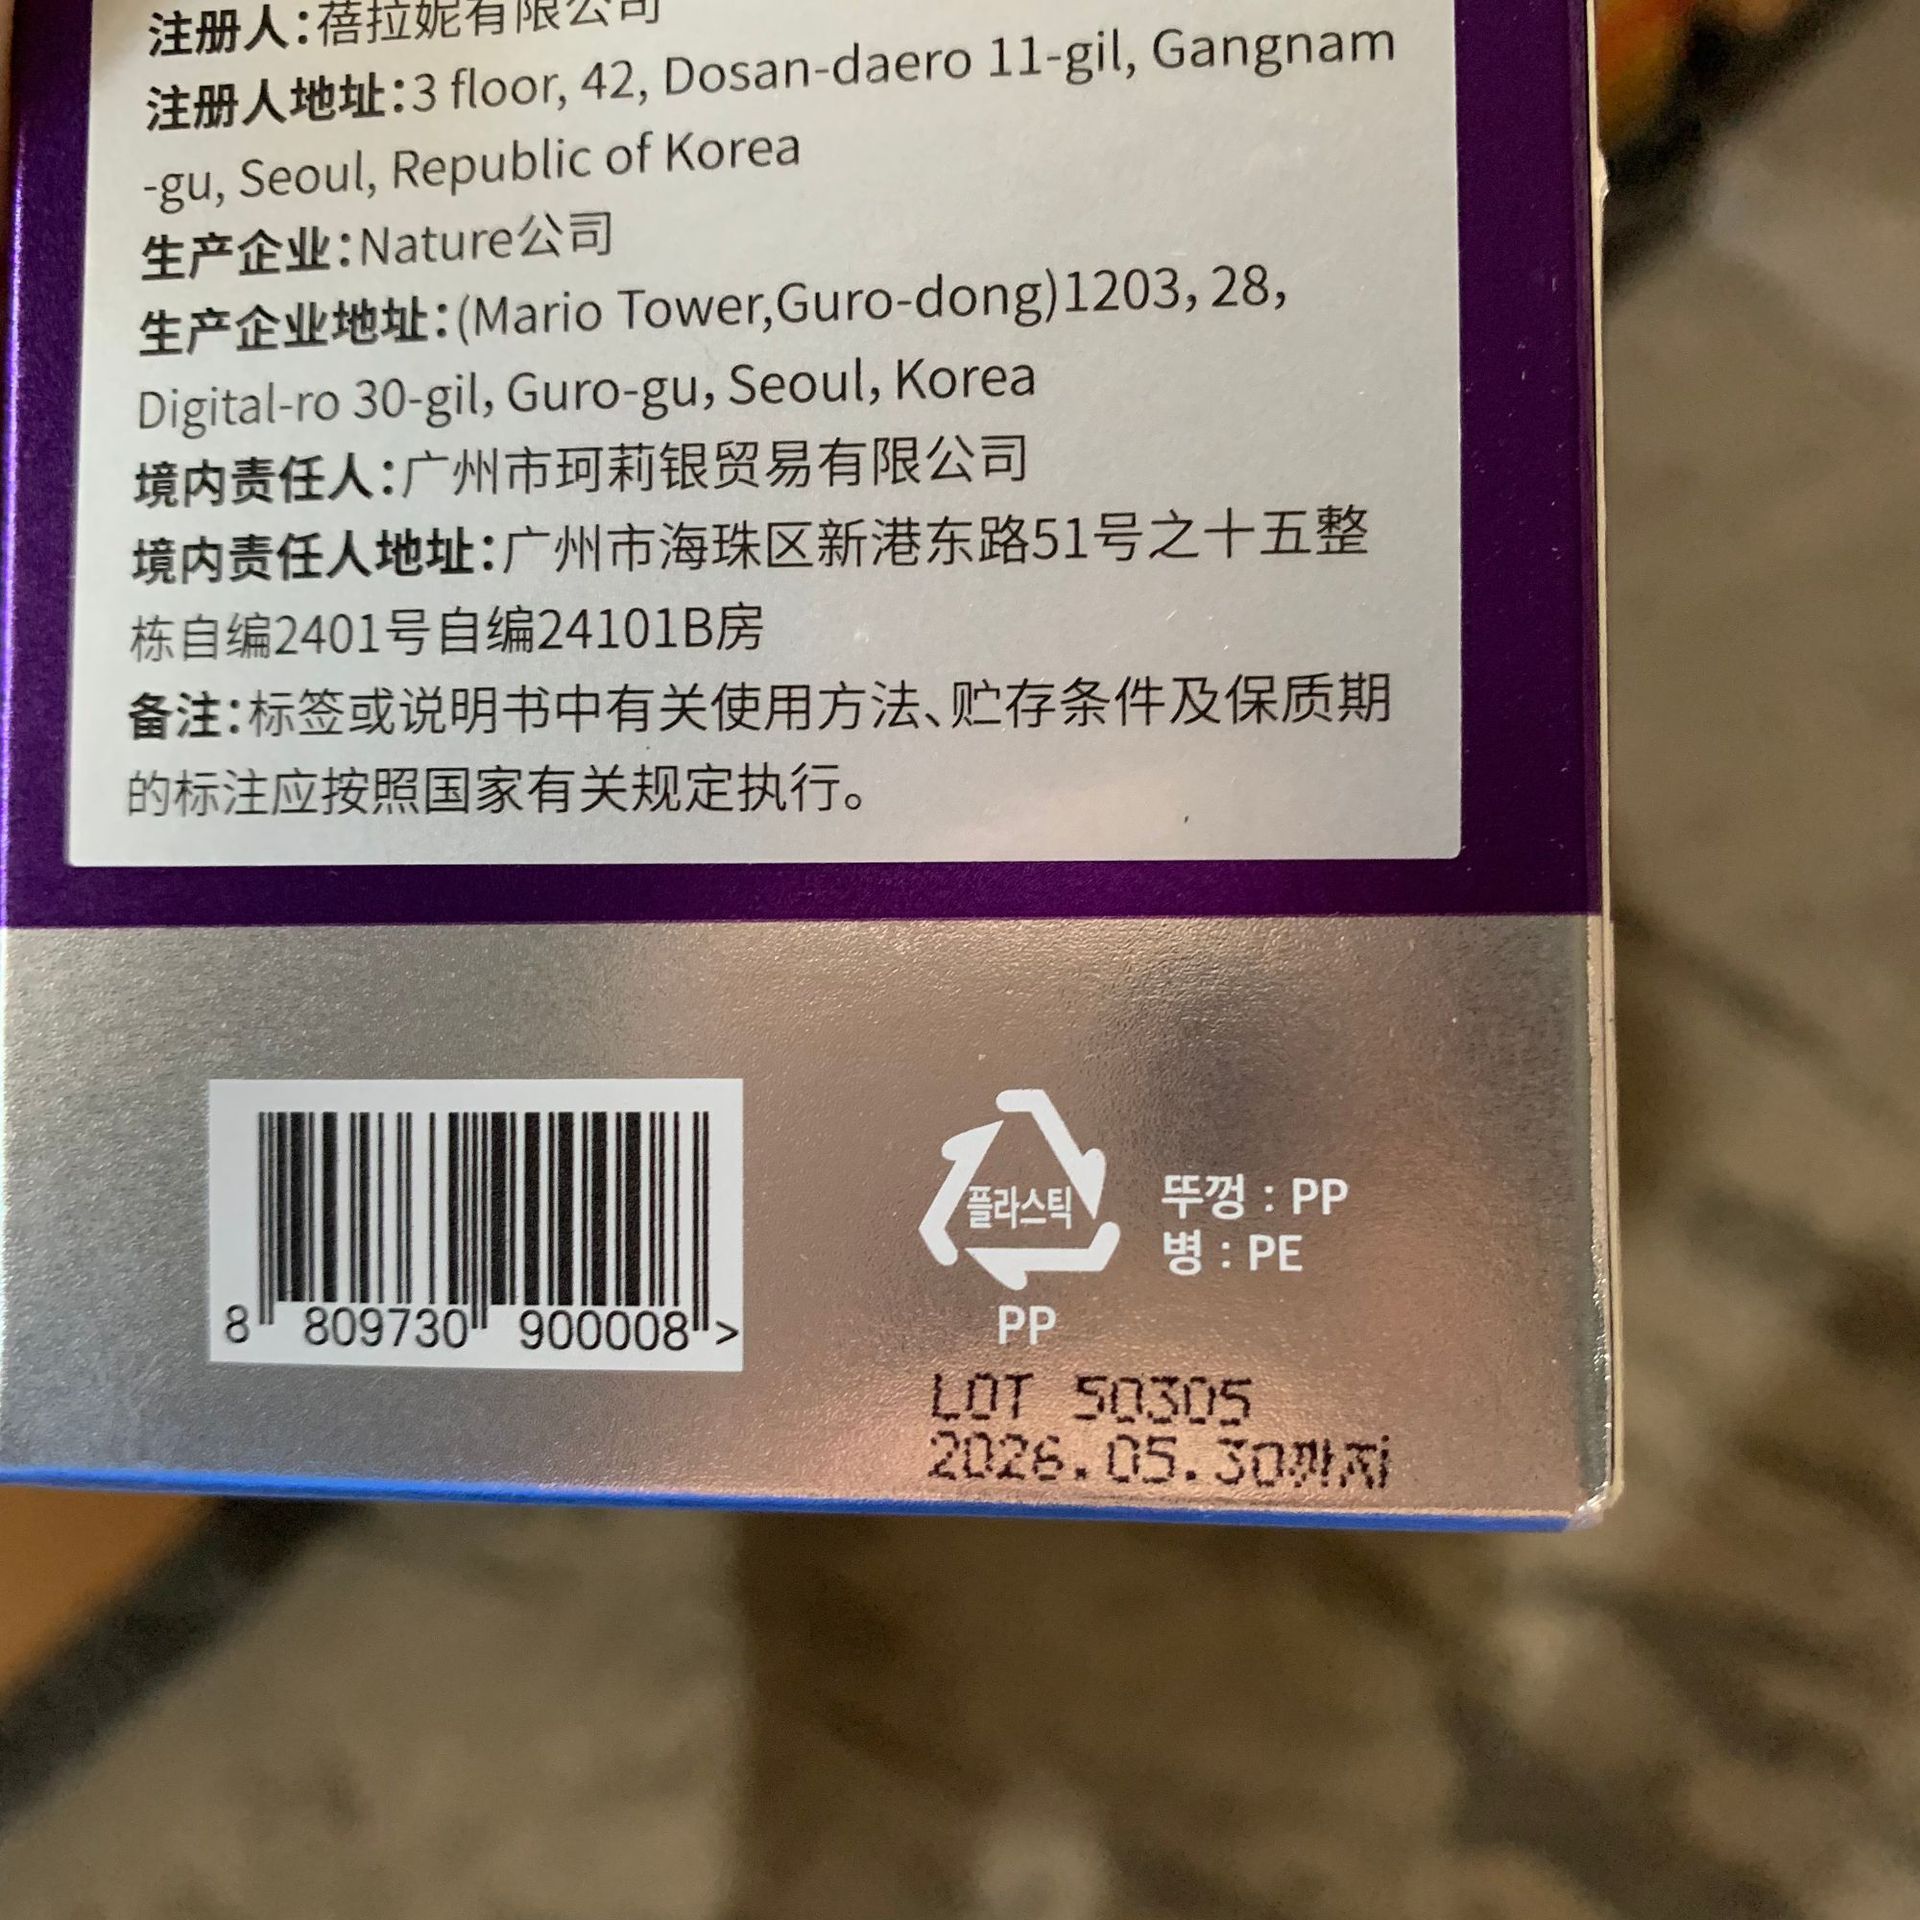 注册人：蓓拉妮有限公司
注册人地址：3 floor, 42, Dosan-daero 11-gil, Gangnam
-gu, Seoul, Republic of Korea
生产企业：Nature公司
生产企业地址：(Mario Tower,Guro-dong)1203, 28,
Digital-ro 30-gil, Guro-gu, Seoul, Korea
境内责任人：广州市珂莉银贸易有限公司
境内责任人地址：广州市海珠区新港东路51号之十五整
栋自编2401号自编24101B房
备注：标签或说明书中有关使用方法、贮存条件及保质期
的标注应按照国家有关规定执行。
8 809730 900008 >
플라스틱
PP
뚜껑 : PP
병 : PE
LOT 50305
2026.05.30까지